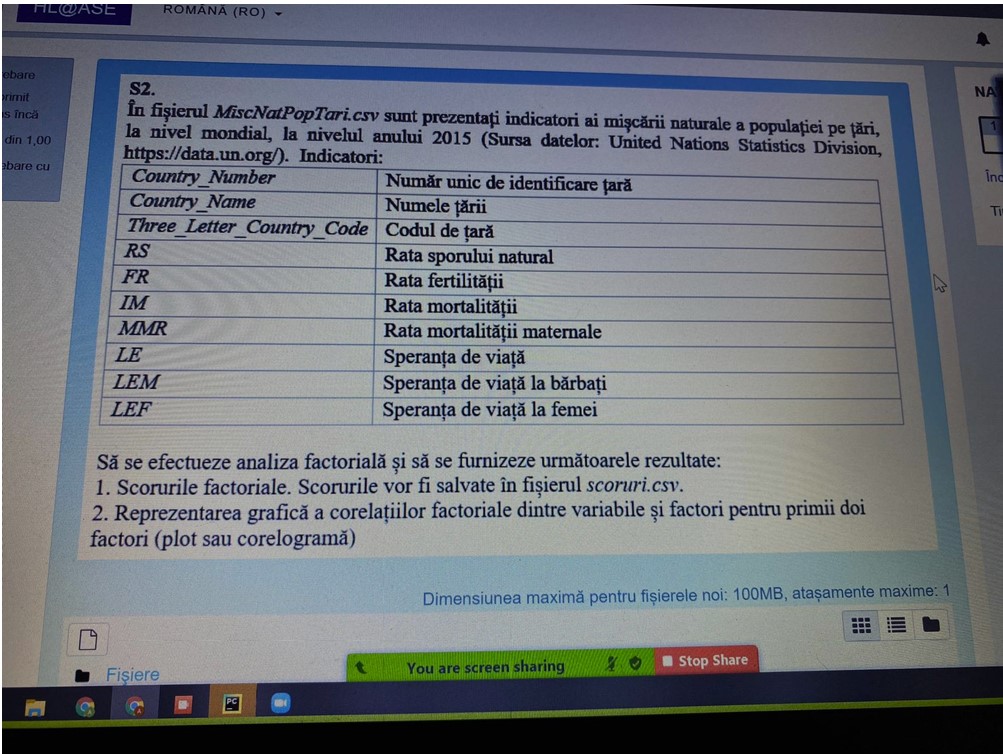 HL@ASE
ROMÂNĂ (RO)
din 1,00
NA
S2.
În fișierul MiscNatPopTari.csv sunt prezentați indicatori ai mișcării naturale a populației pe țări,
la nivel mondial, la nivelul anului 2015 (Sursa datelor: United Nations Statistics Division,
https://data.un.org/). Indicatori:
Country_Number Număr unic de identificare țară
Country_Name Numele țării
Three_Letter_Country_Code Codul de țară
RS Rata sporului natural
FR Rata fertilității
IM Rata mortalității
MMR Rata mortalității maternale
LE Speranța de viață
LEM Speranța de viață la bărbați
LEF Speranța de viață la femei
Să se efectueze analiza factorială și să se furnizeze următoarele rezultate:
1. Scorurile factoriale. Scorurile vor fi salvate în fișierul scoruri.csv.
2. Reprezentarea grafică a corelațiilor factoriale dintre variabile și factori pentru primii doi
factori (plot sau corelogramă)
Dimensiunea maximă pentru fișierele noi: 100MB, atașamente maxime: 1
Fișiere
You are screen sharing
Stop Share
PC